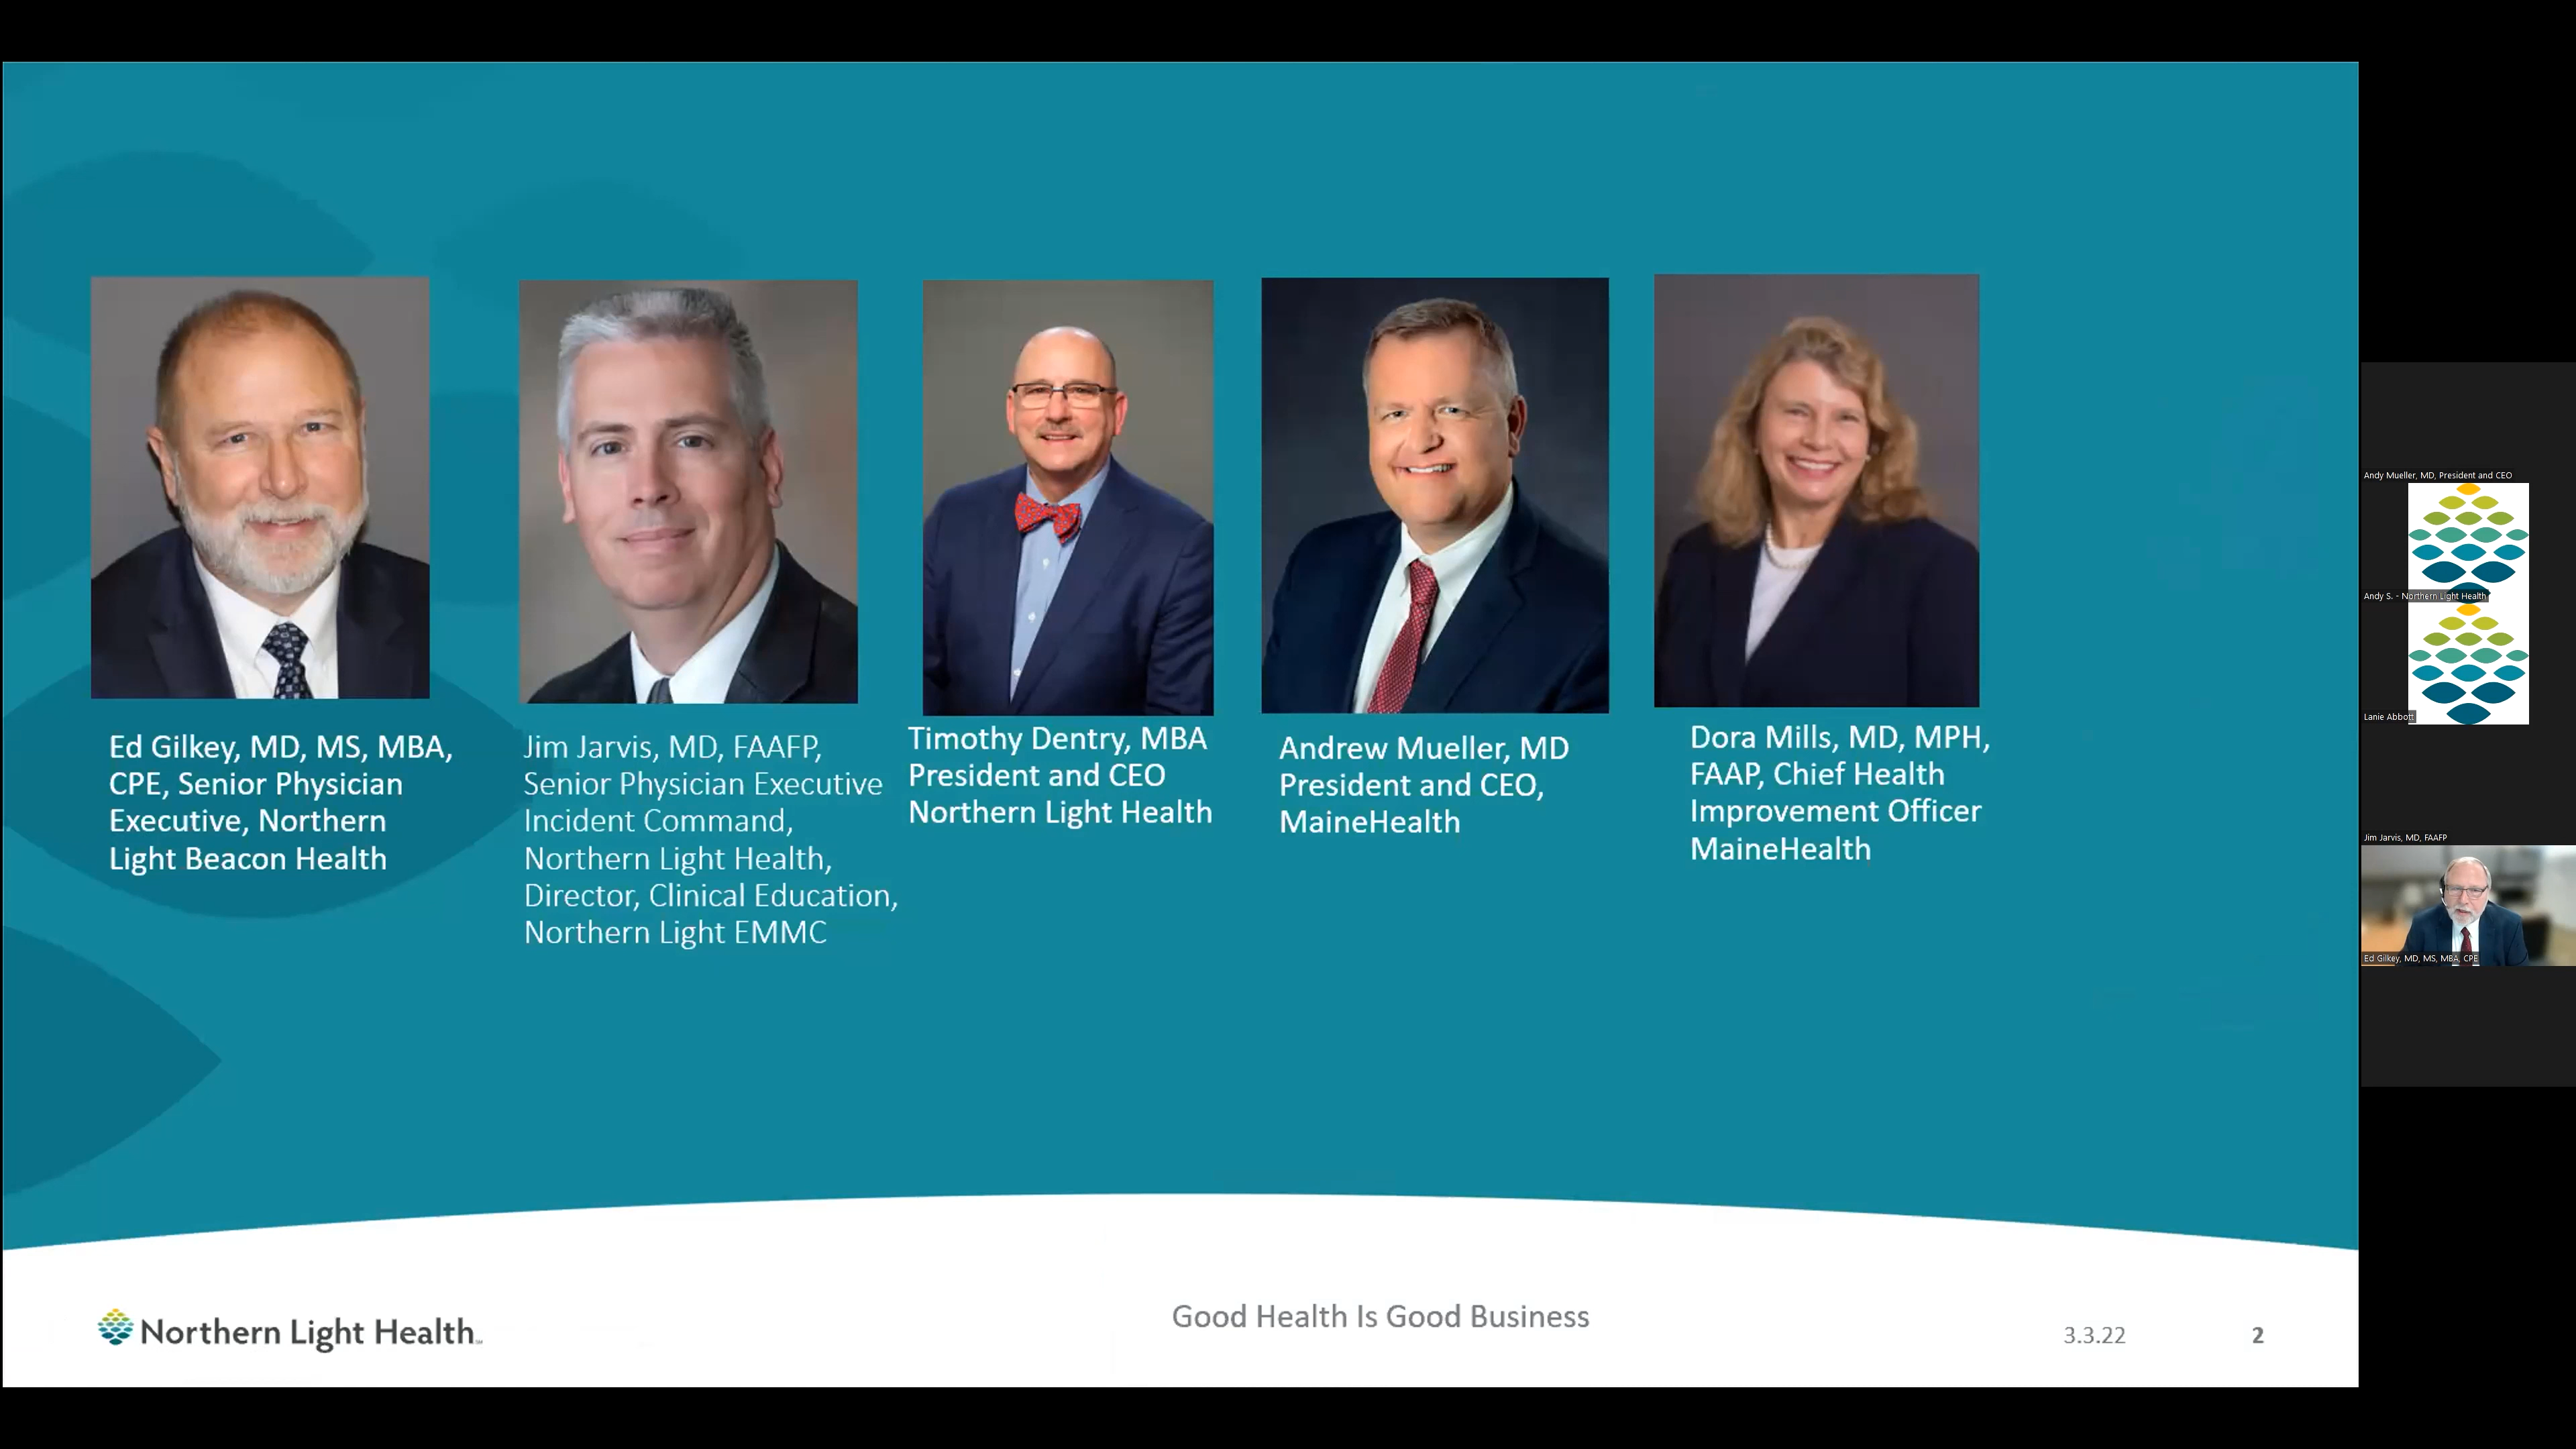 Ed Gilkey, MD, MS, MBA,
CPE, Senior Physician
Executive, Northern
Light Beacon Health
Jim Jarvis, MD, FAAFP,
Senior Physician Executive
Incident Command,
Northern Light Health,
Director, Clinical Education,
Northern Light EMMC
Timothy Dentry, MBA
President and CEO
Northern Light Health
Andrew Mueller, MD
President and CEO,
MaineHealth
Dora Mills, MD, MPH,
FAAP, Chief Health
Improvement Officer
MaineHealth
Northern Light Health
Good Health Is Good Business
3.3.22
2
Andy Mueller, MD, President and CEO
Andy S. - Northern Light Health
Lanie Abbott
Jim Jarvis, MD, FAAFP
Ed Gilkey, MD, MS, MBA, CPE